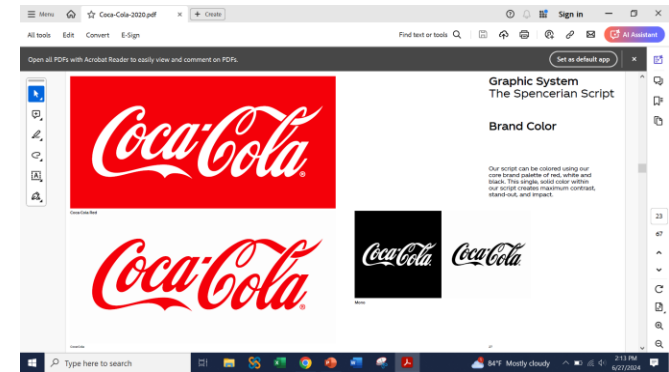 Menu
Coca-Cola-2020.pdf
×
+ Create
Sign in
All tools
Edit
Convert
E-Sign
Find text or tools
AI Assistant
Open all PDFs with Acrobat Reader to easily view and comment on PDFs.
Set as default app
Graphic System
The Spencerian Script
Brand Color
Our script can be colored using our
core brand palette of red, white and
black. This single, solid color within
our script creates maximum contrast,
stand-out, and impact.
Coca-Cola®
Coca-Cola Red
Coca-Cola®
Coca-Cola
Coca-Cola
Mono
23
67
Type here to search
84°F Mostly cloudy
2:13 PM
6/27/2024